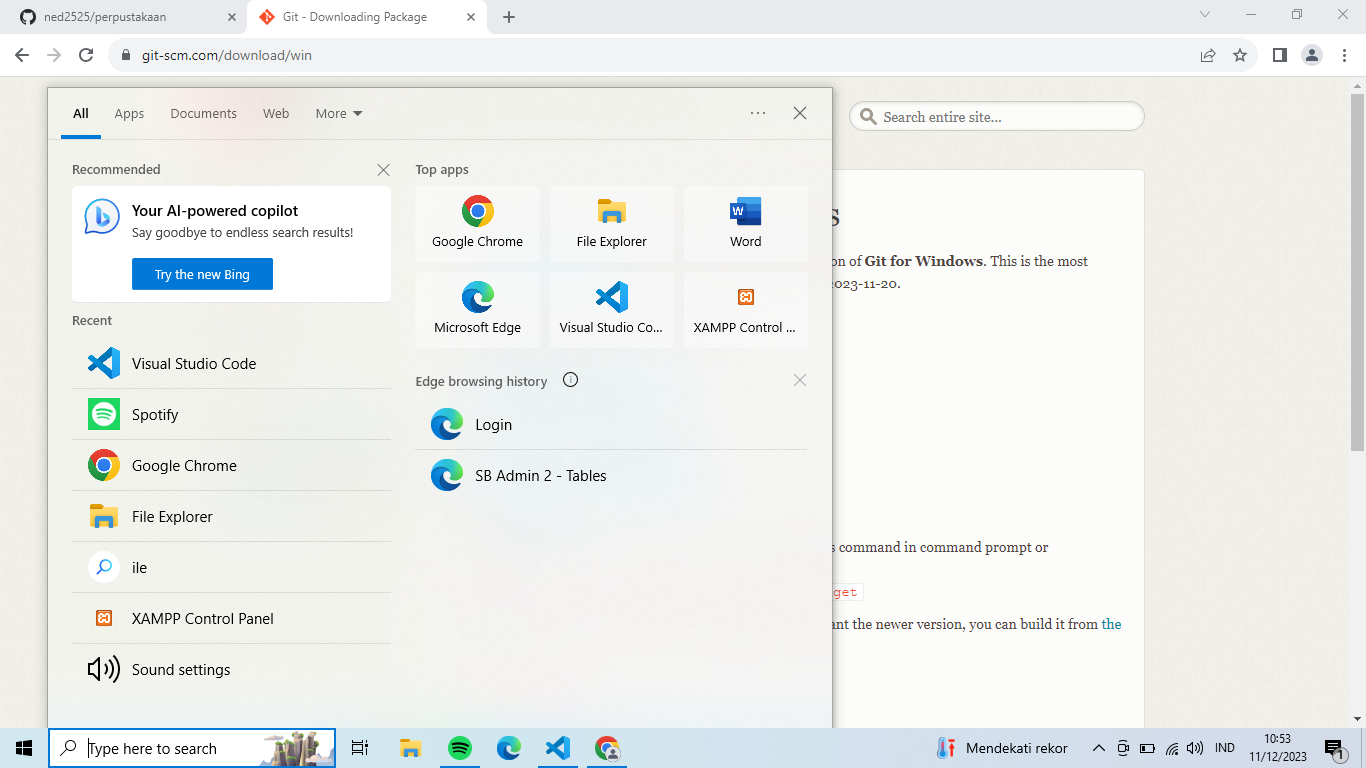 ned2525/perpustakaan
Git - Downloading Package
git-scm.com/download/win
All
Apps
Documents
Web
More
Search entire site...
Recommended
Your AI-powered copilot
Say goodbye to endless search results!
Try the new Bing
Recent
Visual Studio Code
Spotify
Google Chrome
File Explorer
ile
XAMPP Control Panel
Sound settings
Top apps
Google Chrome
File Explorer
Word
Microsoft Edge
Visual Studio Co...
XAMPP Control ...
Edge browsing history
Login
SB Admin 2 - Tables
s
on of Git for Windows. This is the most
2023-11-20.
s command in command prompt or
get
ant the newer version, you can build it from the
Type here to search
Mendekati rekor
IND
10:53
11/12/2023
1